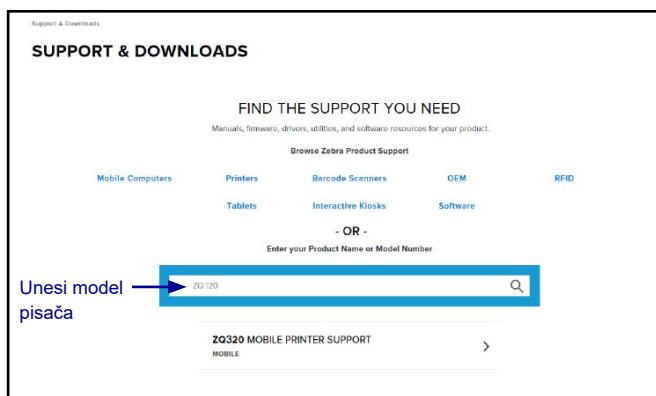 Support & Downloads
SUPPORT & DOWNLOADS
FIND THE SUPPORT YOU NEED
Manuals, firmware, drivers, utilities, and software resources for your product.
Browse Zebra Product Support
Mobile Computers Printers Barcode Scanners OEM RFID
Tablets Interactive Kiosks Software
- OR -
Enter your Product Name or Model Number
Unesi model
pisača
ZQ320
ZQ320 MOBILE PRINTER SUPPORT
MOBILE